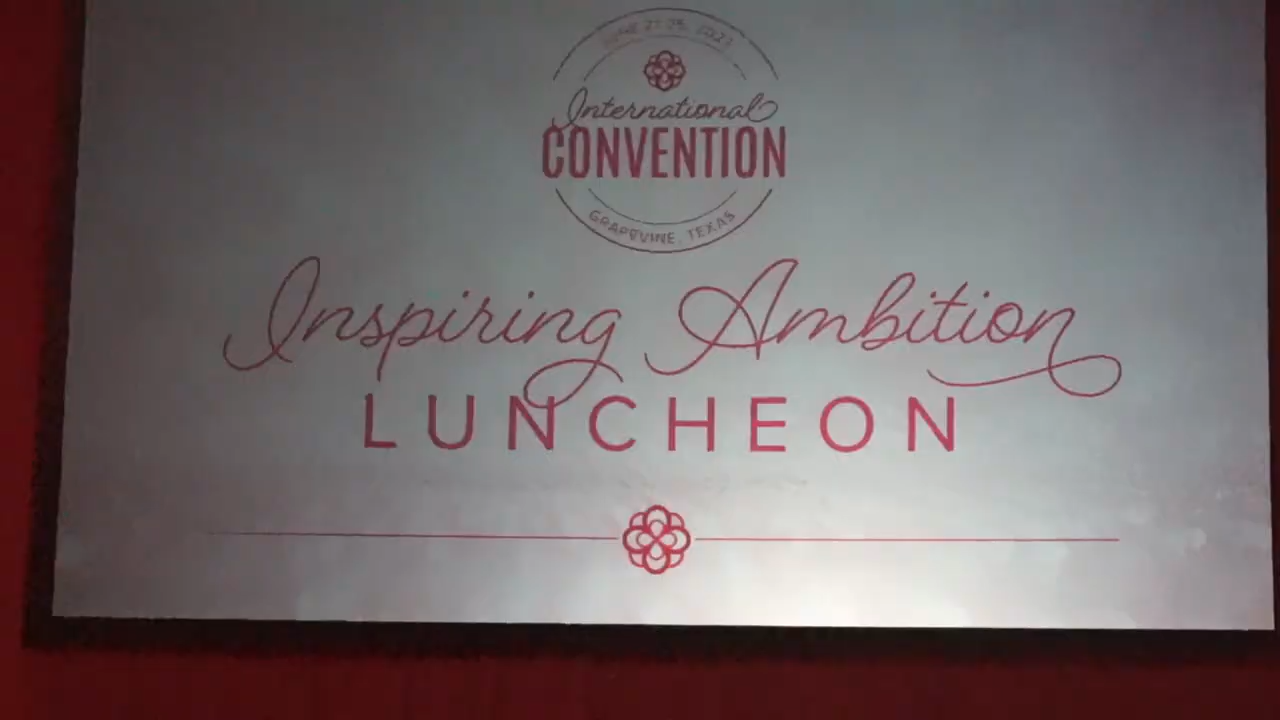 International
CONVENTION
GRAPEVINE, TEXAS
Inspiring Ambition
LUNCHEON